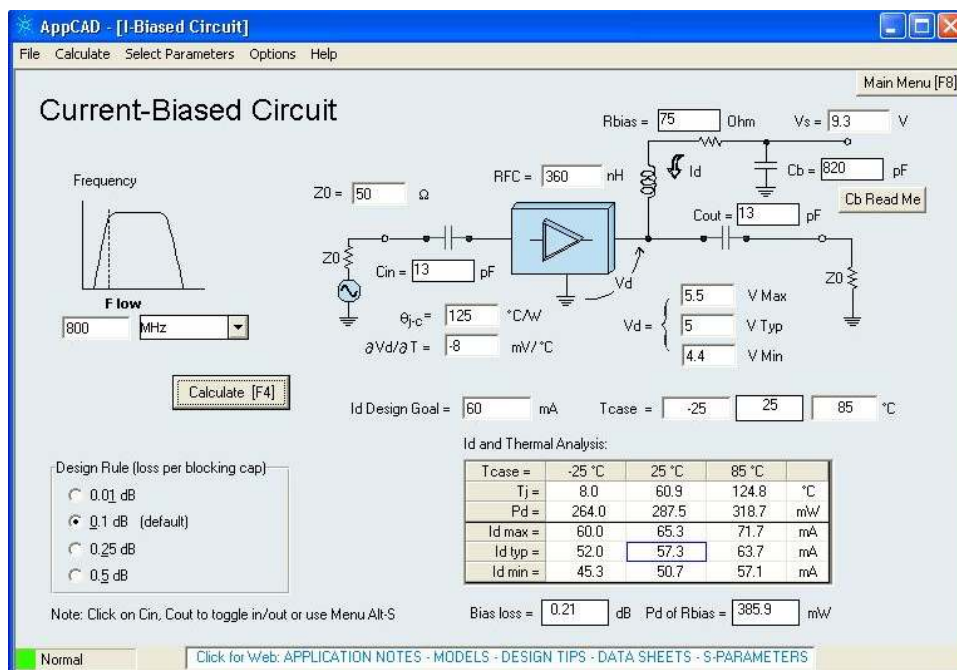 AppCAD - [I-Biased Circuit]
File Calculate Select Parameters Options Help
Main Menu [F8]
Current-Biased Circuit
Rbias = 75 Ohm Vs = 9.3 V
Frequency
Z0 = 50 Ω
RFC = 360 nH
Id
Cb = 820 pF
Cb Read Me
Cout = 13 pF
Z0
Cin = 13 pF
Vd
Z0
F low
800 MHz
θj-c= 125 °C/W
∂Vd/∂T = -8 mV/°C
Vd =
5.5 V Max
5 V Typ
4.4 V Min
Calculate [F4]
Id Design Goal = 60 mA Tcase = -25 25 85 °C
Id and Thermal Analysis:
Tcase = -25 °C 25 °C 85 °C
Tj = 8.0 60.9 124.8 °C
Pd = 264.0 287.5 318.7 mW
Id max = 60.0 65.3 71.7 mA
Id typ = 52.0 57.3 63.7 mA
Id min = 45.3 50.7 57.1 mA
Design Rule (loss per blocking cap)
0.01 dB
0.1 dB (default)
0.25 dB
0.5 dB
Note: Click on Cin, Cout to toggle in/out or use Menu Alt-S
Bias loss = 0.21 dB Pd of Rbias = 385.9 mW
Normal
Click for Web: APPLICATION NOTES - MODELS - DESIGN TIPS - DATA SHEETS - S-PARAMETERS